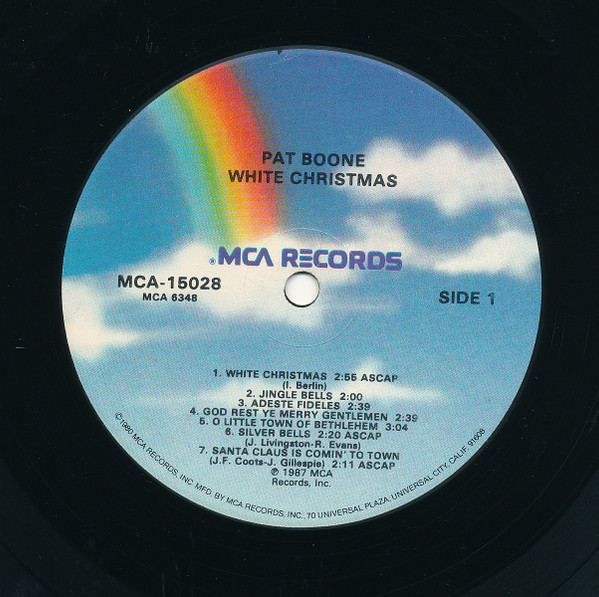 PAT BOONE
WHITE CHRISTMAS
® MCA RECORDS
MCA-15028
MCA 6348
SIDE 1
1. WHITE CHRISTMAS 2:55 ASCAP
(I. Berlin)
2. JINGLE BELLS 2:00
3. ADESTE FIDELES 2:39
4. GOD REST YE MERRY GENTLEMEN 2:39
5. O LITTLE TOWN OF BETHLEHEM 3:04
6. SILVER BELLS 2:20 ASCAP
(J. Livingston-R. Evans)
7. SANTA CLAUS IS COMIN' TO TOWN
(J.F. Coots-J. Gillespie) 2:11 ASCAP
℗ 1987 MCA
Records, Inc.
©1980 MCA RECORDS, INC. MFD. BY MCA RECORDS, INC., 70 UNIVERSAL PLAZA, UNIVERSAL CITY, CALIF. 91608